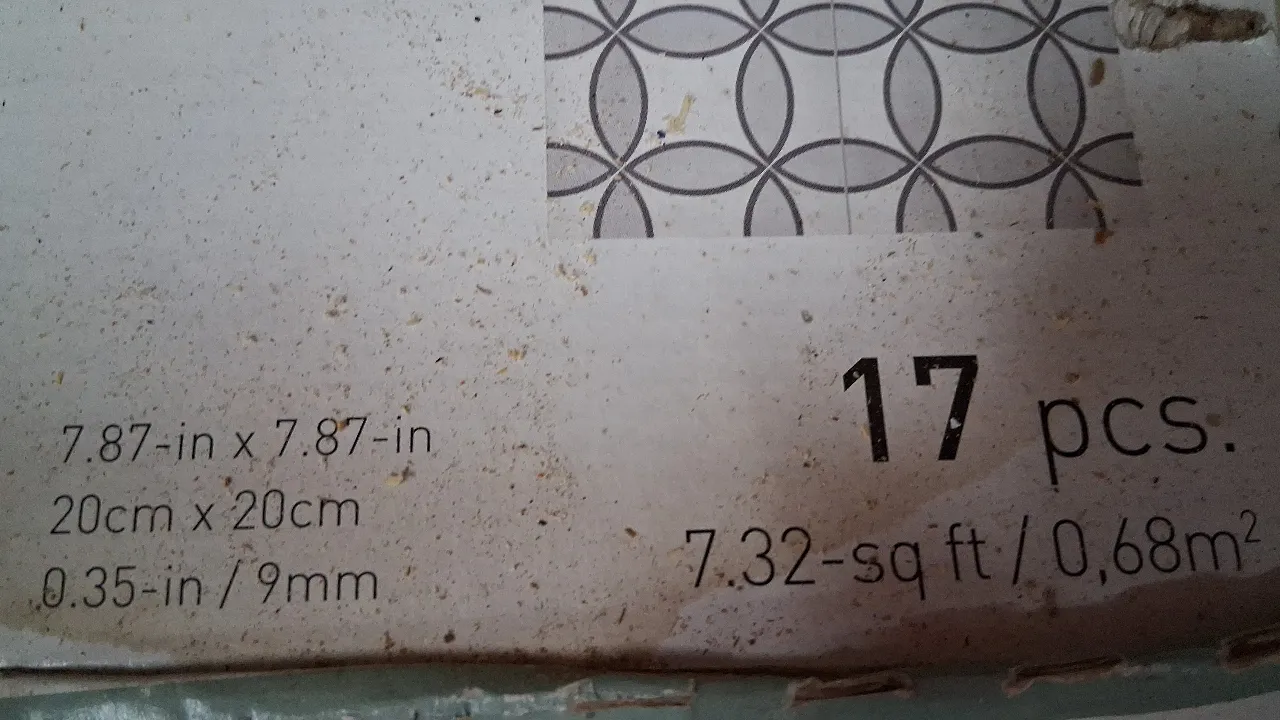 7.87-in x 7.87-in
20cm x 20cm
0.35-in / 9mm
17 pcs.
7.32-sq ft / 0,68m²